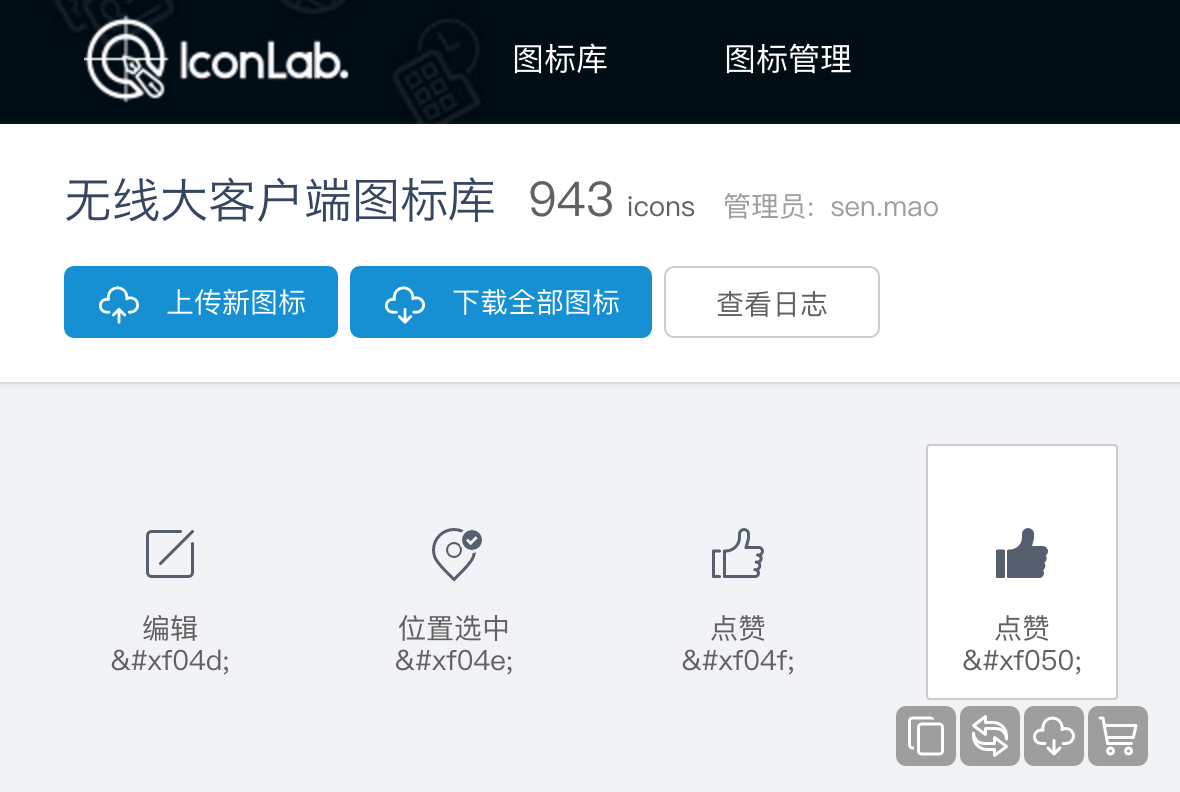 IconLab.
图标库
图标管理
无线大客户端图标库 943 icons 管理员: sen.mao
上传新图标
下载全部图标
查看日志
编辑
&#xf04d;
位置选中
&#xf04e;
点赞
&#xf04f;
点赞
&#xf050;